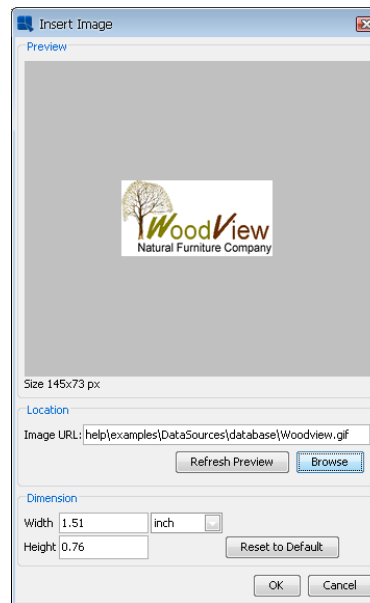 Insert Image
Preview
WoodView
Natural Furniture Company
Size 145x73 px
Location
Image URL: help\examples\DataSources\database\Woodview.gif
Refresh Preview Browse
Dimension
Width 1.51 inch
Height 0.76 Reset to Default
OK Cancel